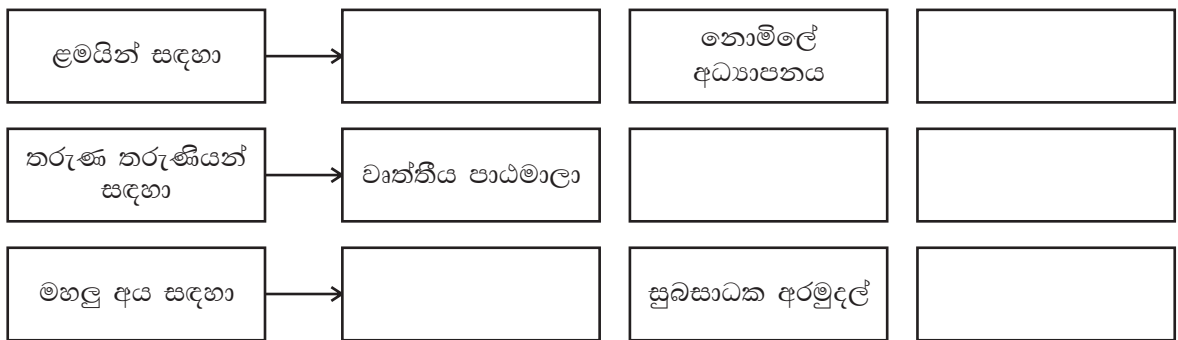 ළමයින් සඳහා
නොමිලේ
අධ්‍යාපනය
තරුණ තරුණියන්
සඳහා
වෘත්තීය පාඨමාලා
මහලු අය සඳහා
සුබසාධක අරමුදල්